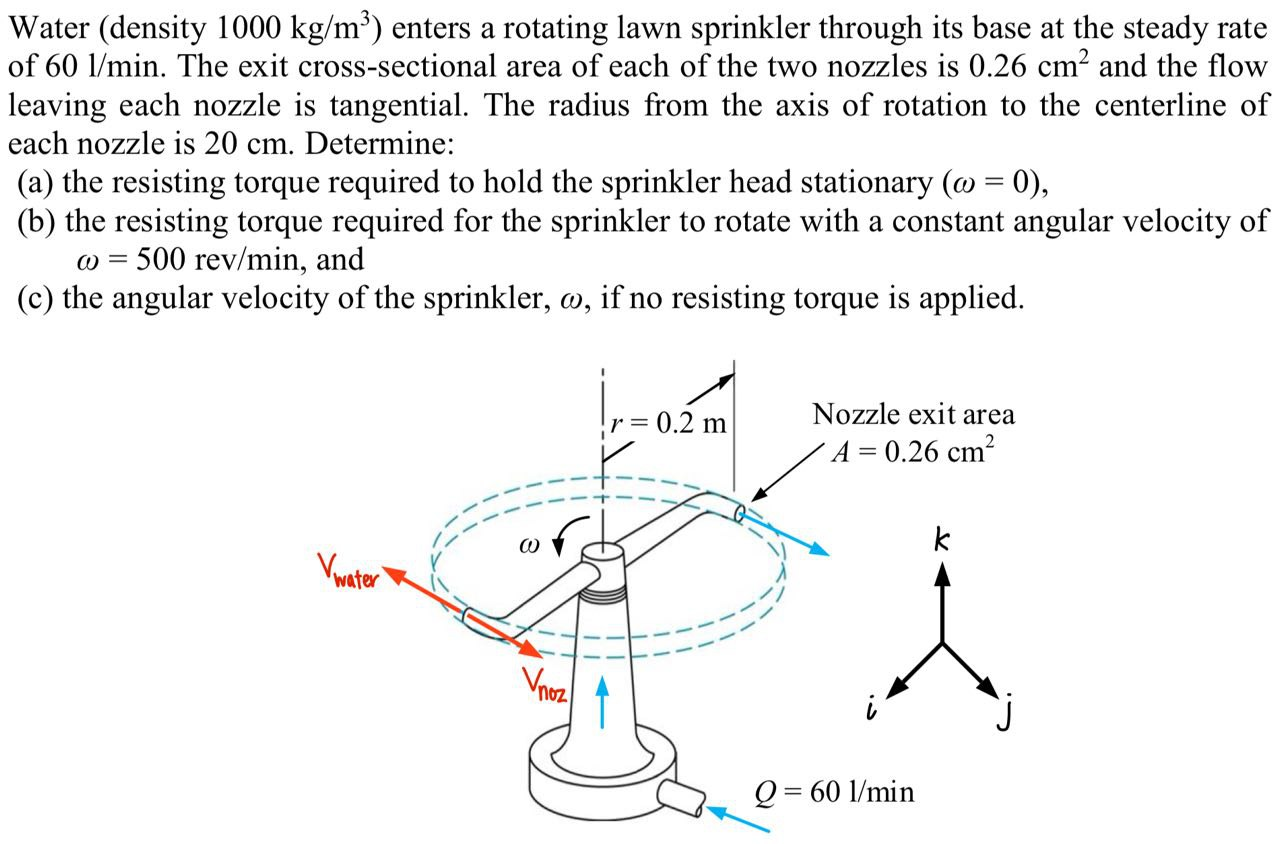 Water (density 1000 kg/m³) enters a rotating lawn sprinkler through its base at the steady rate
of 60 l/min. The exit cross-sectional area of each of the two nozzles is 0.26 cm² and the flow
leaving each nozzle is tangential. The radius from the axis of rotation to the centerline of
each nozzle is 20 cm. Determine:
(a) the resisting torque required to hold the sprinkler head stationary (ω = 0),
(b) the resisting torque required for the sprinkler to rotate with a constant angular velocity of
ω = 500 rev/min, and
(c) the angular velocity of the sprinkler, ω, if no resisting torque is applied.
r = 0.2 m
Nozzle exit area
A = 0.26 cm²
ω
k
Vwater
Vnoz
i
j
Q = 60 l/min